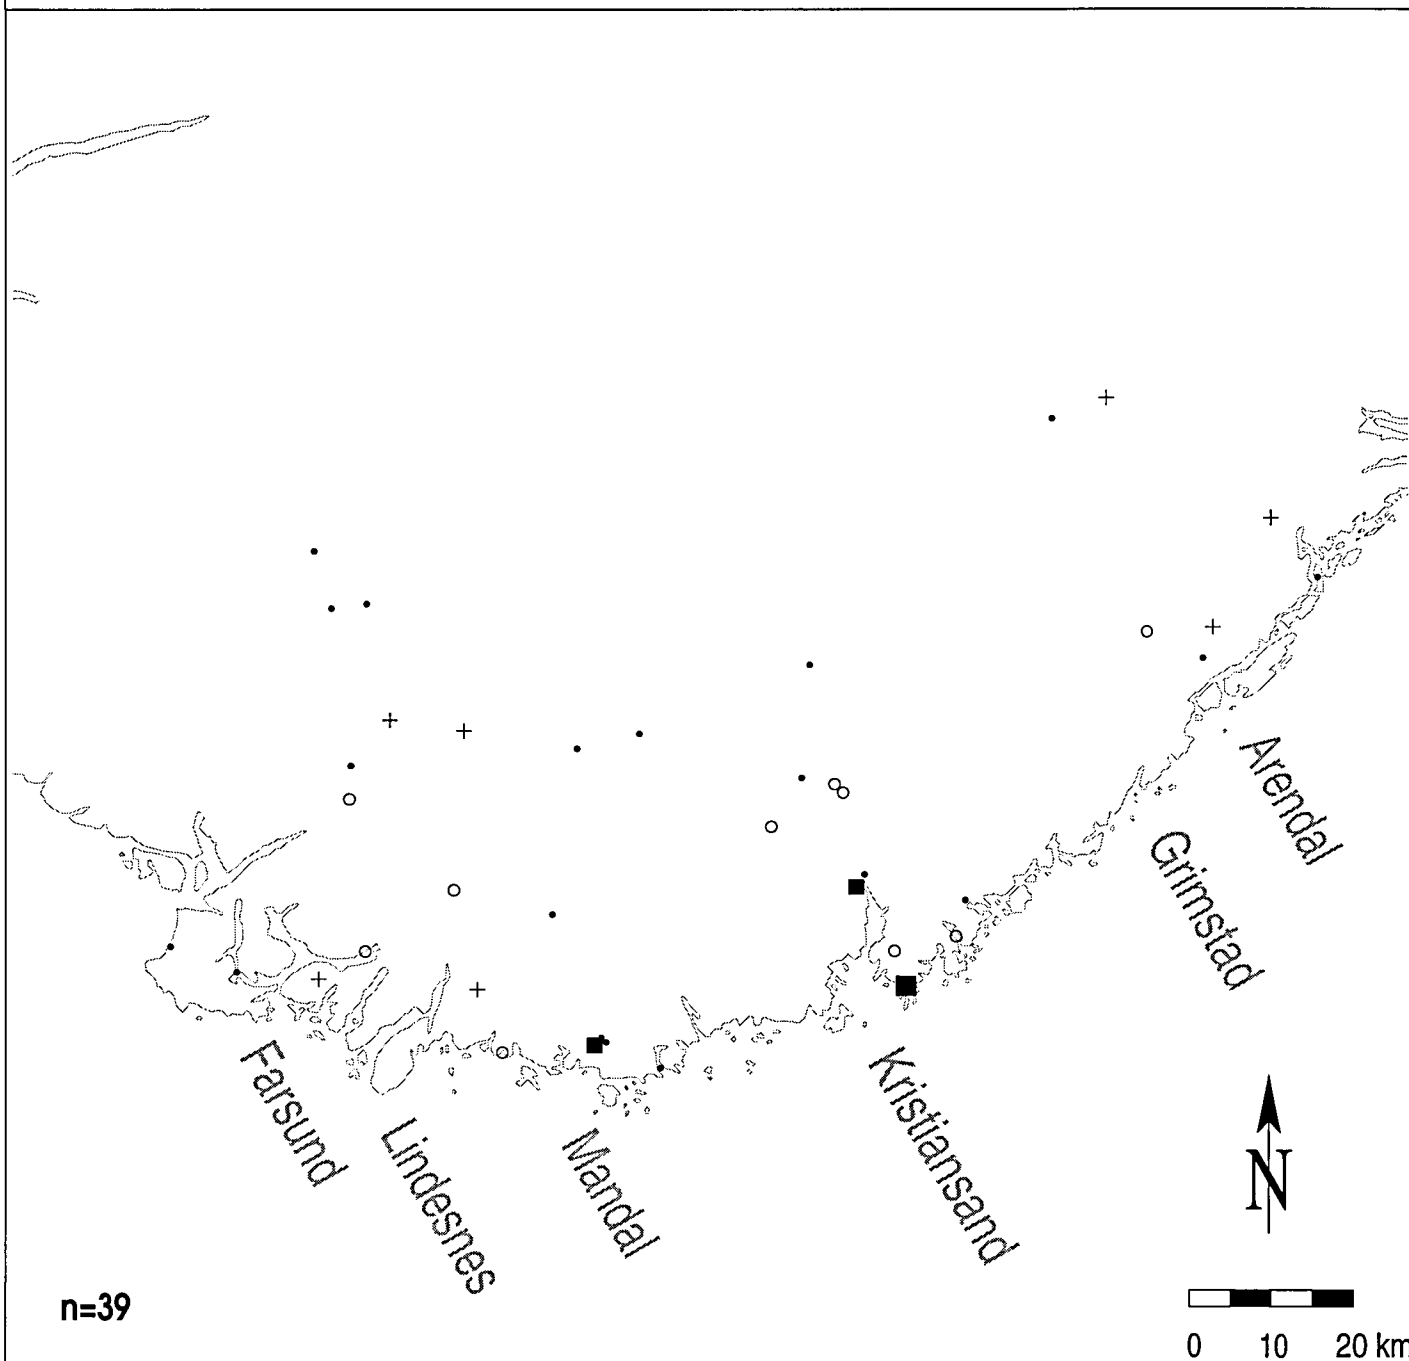 Arendal
Grimstad
Kristiansand
Farsund
Lindesnes
Mandal
N
n=39
0 10 20 km